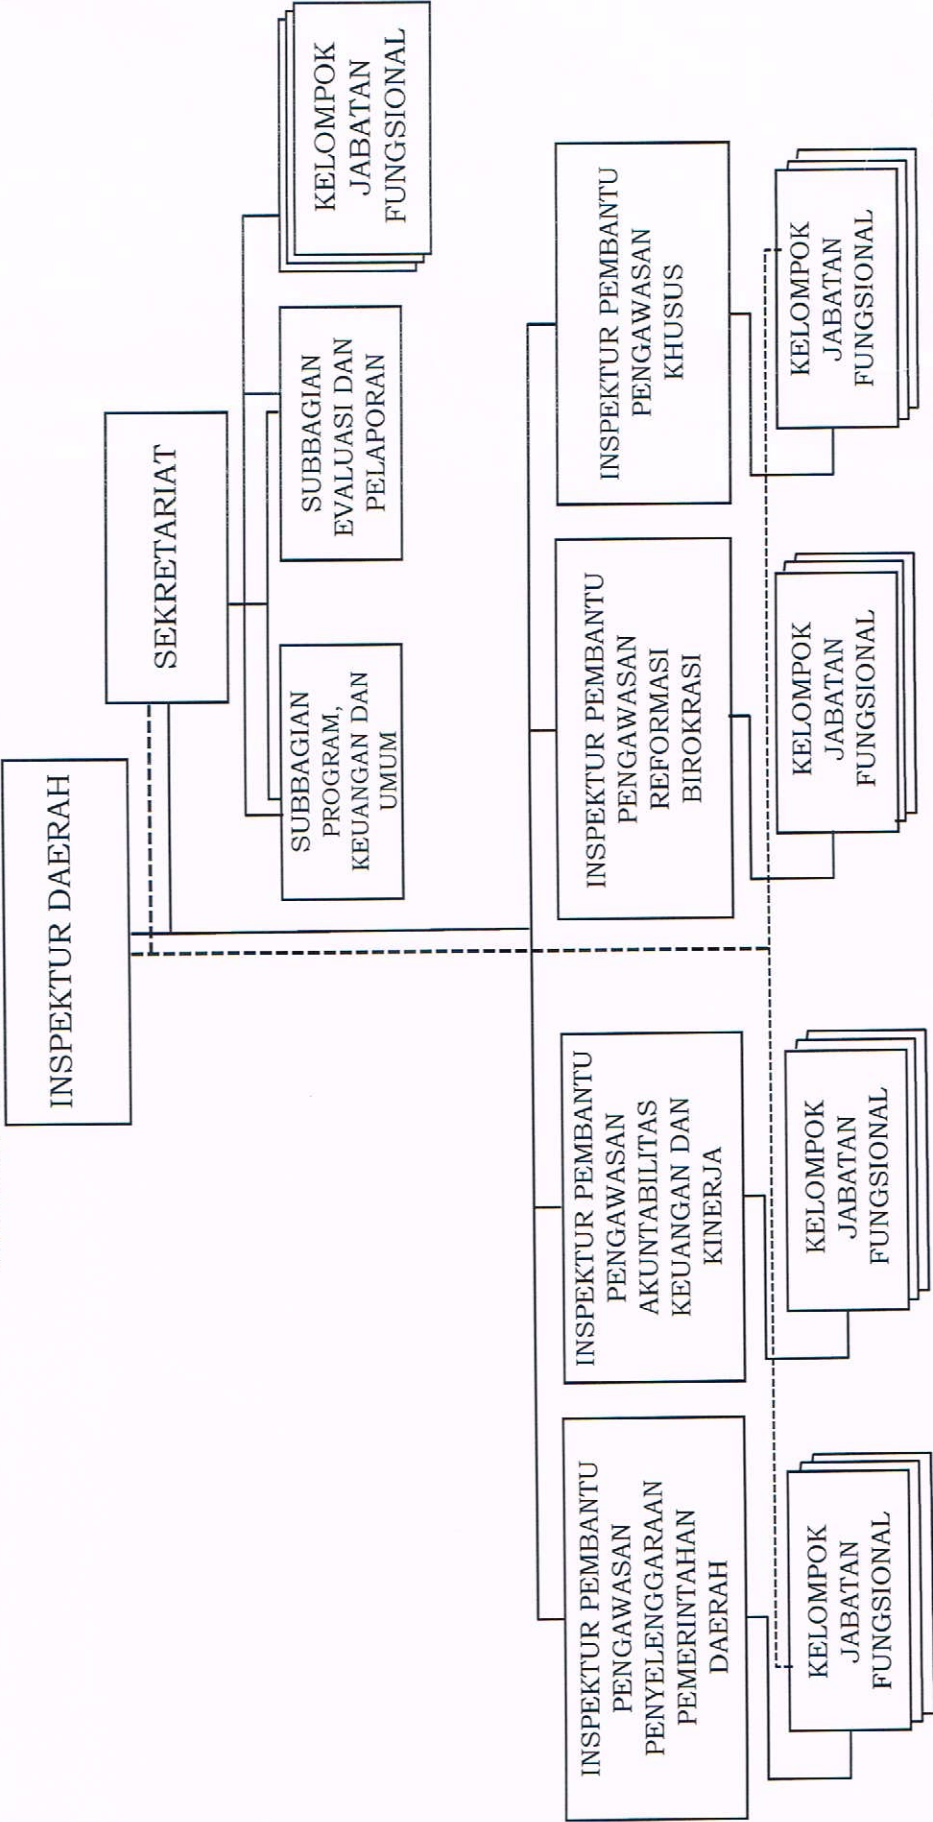 INSPEKTUR DAERAH
SEKRETARIAT
SUBBAGIAN
PROGRAM,
KEUANGAN DAN
UMUM
SUBBAGIAN
EVALUASI DAN
PELAPORAN
KELOMPOK
JABATAN
FUNGSIONAL
INSPEKTUR PEMBANTU
PENGAWASAN
PENYELENGGARAAN
PEMERINTAHAN
DAERAH
INSPEKTUR PEMBANTU
PENGAWASAN
AKUNTABILITAS
KEUANGAN DAN
KINERJA
INSPEKTUR PEMBANTU
PENGAWASAN
REFORMASI
BIROKRASI
INSPEKTUR PEMBANTU
PENGAWASAN
KHUSUS
KELOMPOK
JABATAN
FUNGSIONAL
KELOMPOK
JABATAN
FUNGSIONAL
KELOMPOK
JABATAN
FUNGSIONAL
KELOMPOK
JABATAN
FUNGSIONAL